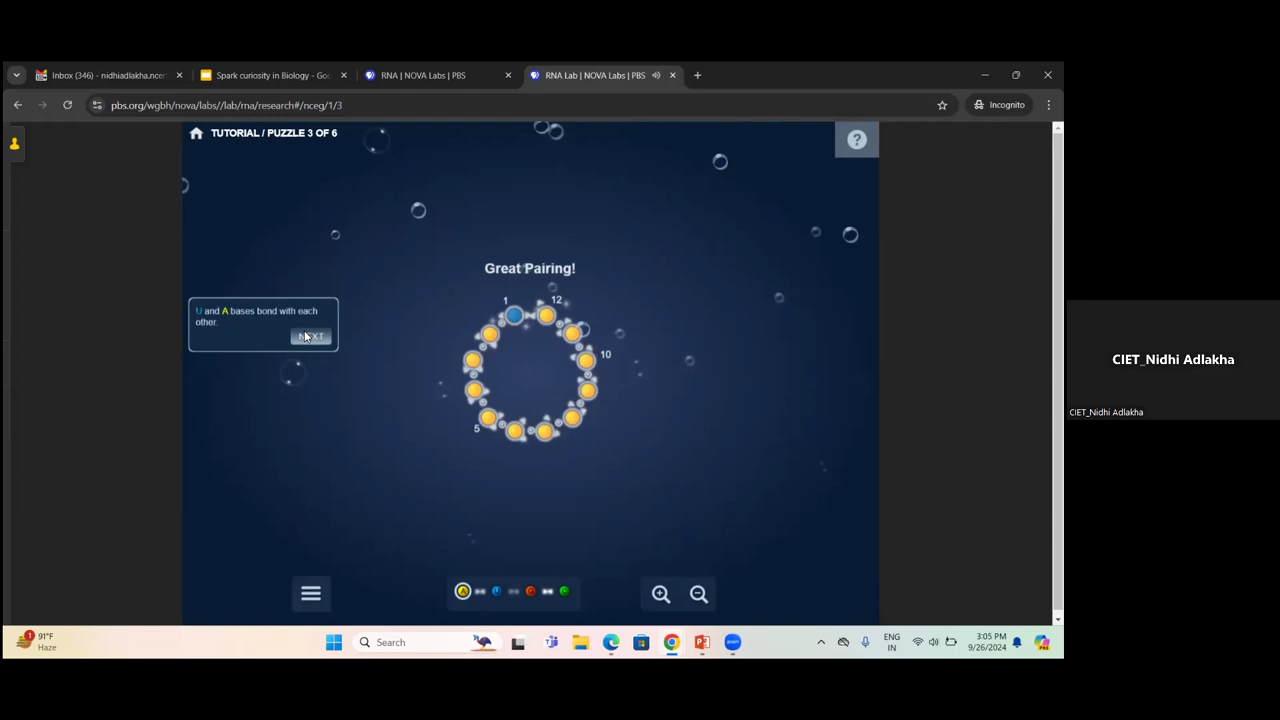 Inbox (346) - nidhiadlakha.ncer
Spark curiosity in Biology - Goo
RNA | NOVA Labs | PBS
RNA Lab | NOVA Labs | PBS
pbs.org/wgbh/nova/labs//lab/rna/research#/nceg/1/3
Incognito
TUTORIAL / PUZZLE 3 OF 6
?
Great Pairing!
1
12
U and A bases bond with each
other.
NEXT
10
5
CIET_Nidhi Adlakha
CIET_Nidhi Adlakha
A U G C
1
91°F
Haze
Search
ENG
IN
3:05 PM
9/26/2024